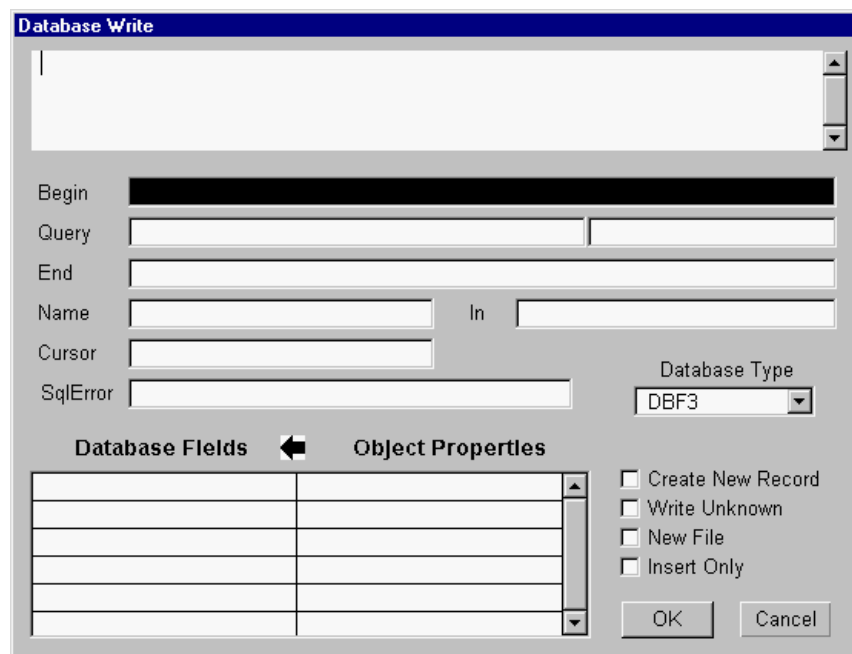 Database Write
Begin
Query
End
Name In
Cursor
Database Type
SqlError
DBF3
Database Fields Object Properties
Create New Record
Write Unknown
New File
Insert Only
OK Cancel